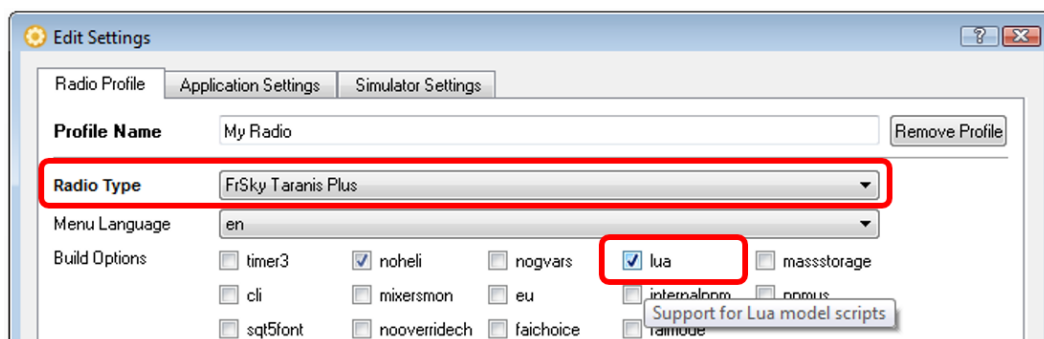 Edit Settings
Radio Profile Application Settings Simulator Settings
Profile Name My Radio Remove Profile
Radio Type FrSky Taranis Plus
Menu Language en
Build Options timer3 noheli nogvars lua massstorage
cli mixersmon eu internalppm ppmus
Support for Lua model scripts
sqt5font nooverridech faichoice faimode